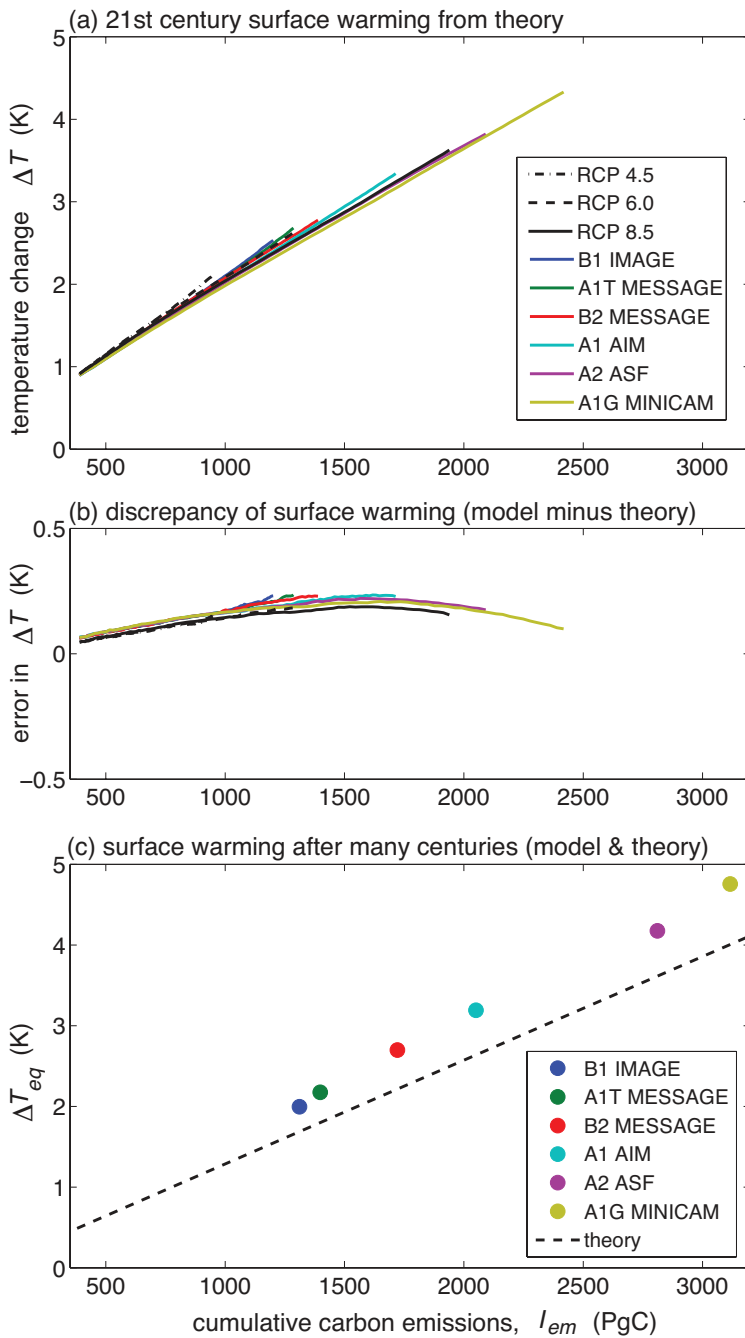 (a) 21st century surface warming from theory
5
4
3
2
1
0
temperature change ΔT (K)
RCP 4.5
RCP 6.0
RCP 8.5
B1 IMAGE
A1T MESSAGE
B2 MESSAGE
A1 AIM
A2 ASF
A1G MINICAM
500 1000 1500 2000 2500 3000
(b) discrepancy of surface warming (model minus theory)
0.5
0
−0.5
error in ΔT (K)
500 1000 1500 2000 2500 3000
(c) surface warming after many centuries (model & theory)
5
4
3
2
1
0
ΔTeq (K)
B1 IMAGE
A1T MESSAGE
B2 MESSAGE
A1 AIM
A2 ASF
A1G MINICAM
theory
500 1000 1500 2000 2500 3000
cumulative carbon emissions, Iem (PgC)